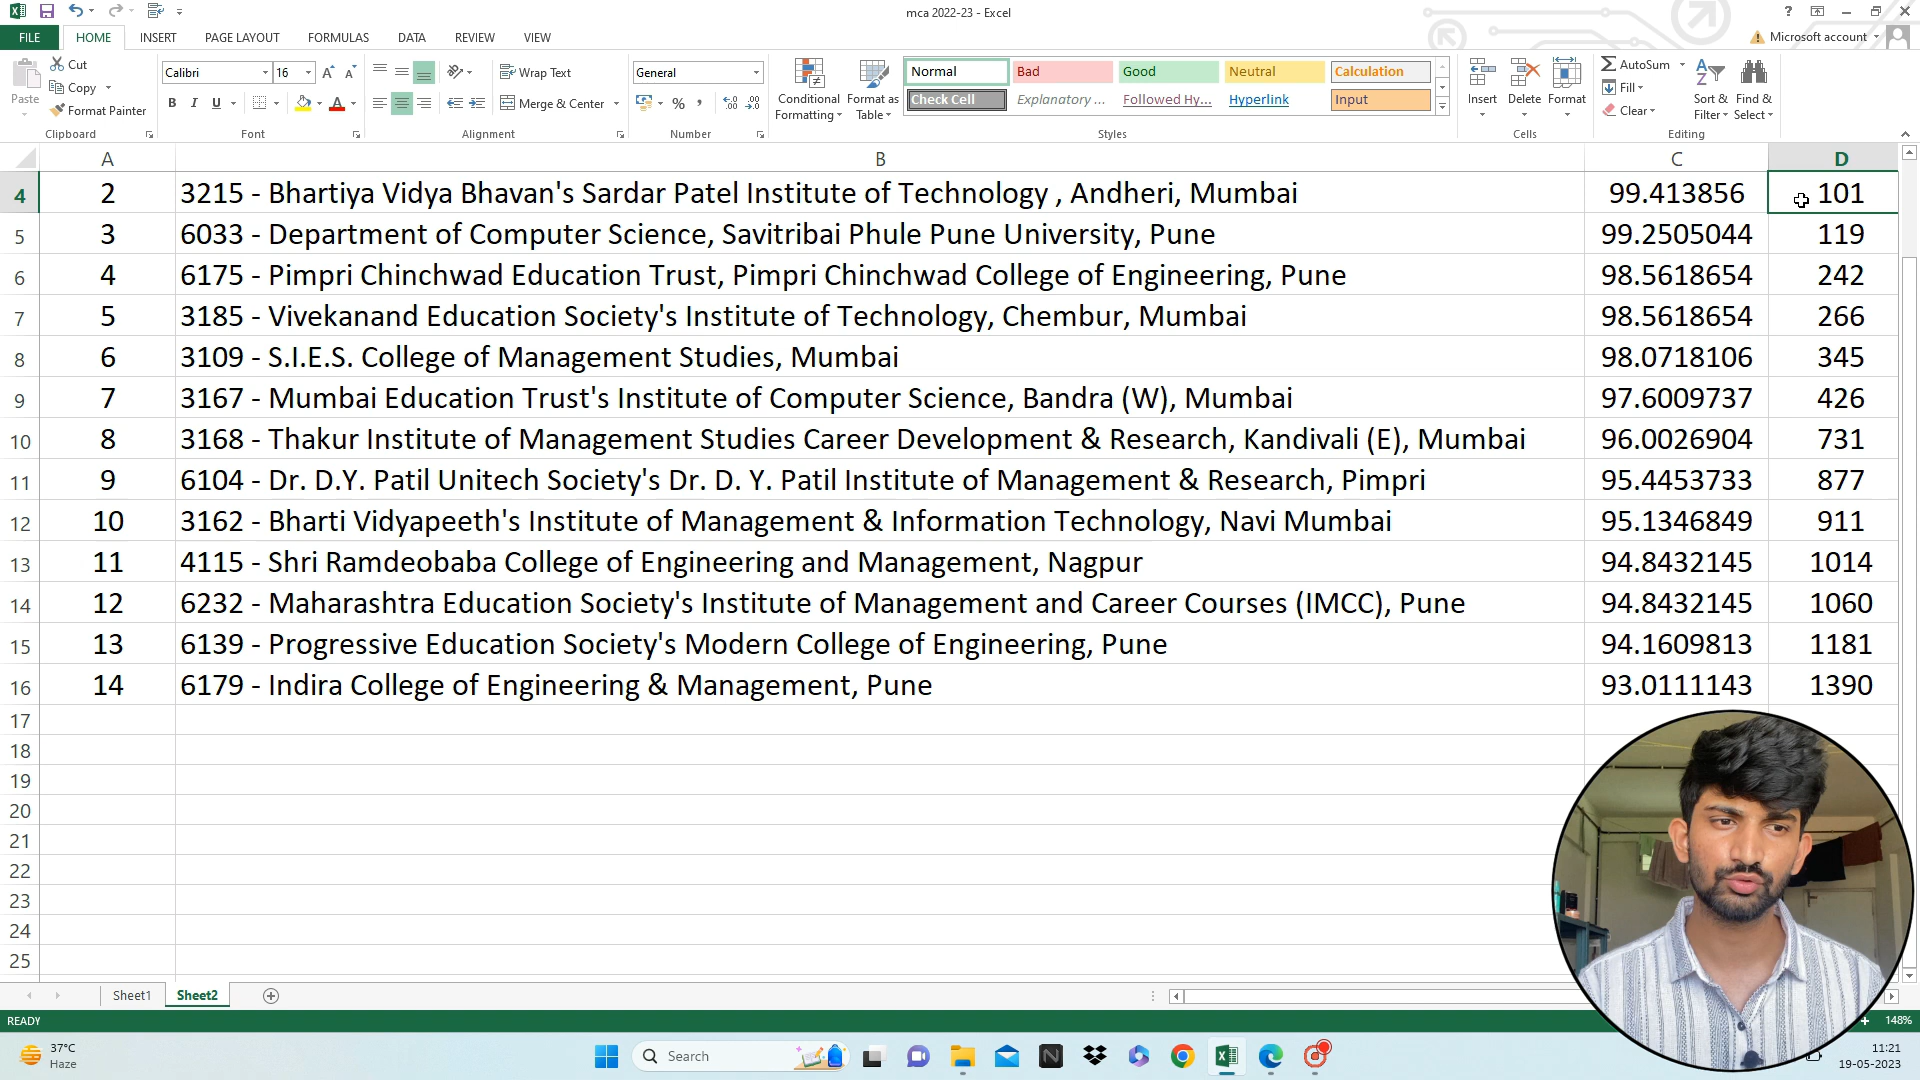 mca 2022-23 - Excel
FILE HOME INSERT PAGE LAYOUT FORMULAS DATA REVIEW VIEW Microsoft account
Paste Cut Copy Format Painter Clipboard
Calibri 16 B I U Font
Wrap Text Merge & Center Alignment
General % Number
Conditional Formatting Format as Table
Normal Bad Good Neutral Calculation
Check Cell Explanatory ... Followed Hy... Hyperlink Input
Styles
Insert Delete Format Cells
AutoSum Fill Clear Sort & Filter Find & Select Editing
A B C D
4 2 3215 - Bhartiya Vidya Bhavan's Sardar Patel Institute of Technology , Andheri, Mumbai 99.413856 101
5 3 6033 - Department of Computer Science, Savitribai Phule Pune University, Pune 99.2505044 119
6 4 6175 - Pimpri Chinchwad Education Trust, Pimpri Chinchwad College of Engineering, Pune 98.5618654 242
7 5 3185 - Vivekanand Education Society's Institute of Technology, Chembur, Mumbai 98.5618654 266
8 6 3109 - S.I.E.S. College of Management Studies, Mumbai 98.0718106 345
9 7 3167 - Mumbai Education Trust's Institute of Computer Science, Bandra (W), Mumbai 97.6009737 426
10 8 3168 - Thakur Institute of Management Studies Career Development & Research, Kandivali (E), Mumbai 96.0026904 731
11 9 6104 - Dr. D.Y. Patil Unitech Society's Dr. D. Y. Patil Institute of Management & Research, Pimpri 95.4453733 877
12 10 3162 - Bharti Vidyapeeth's Institute of Management & Information Technology, Navi Mumbai 95.1346849 911
13 11 4115 - Shri Ramdeobaba College of Engineering and Management, Nagpur 94.8432145 1014
14 12 6232 - Maharashtra Education Society's Institute of Management and Career Courses (IMCC), Pune 94.8432145 1060
15 13 6139 - Progressive Education Society's Modern College of Engineering, Pune 94.1609813 1181
16 14 6179 - Indira College of Engineering & Management, Pune 93.0111143 1390
17
18
19
20
21
22
23
24
25
Sheet1 Sheet2
READY 148%
37°C
Haze
Search
11:21
19-05-2023